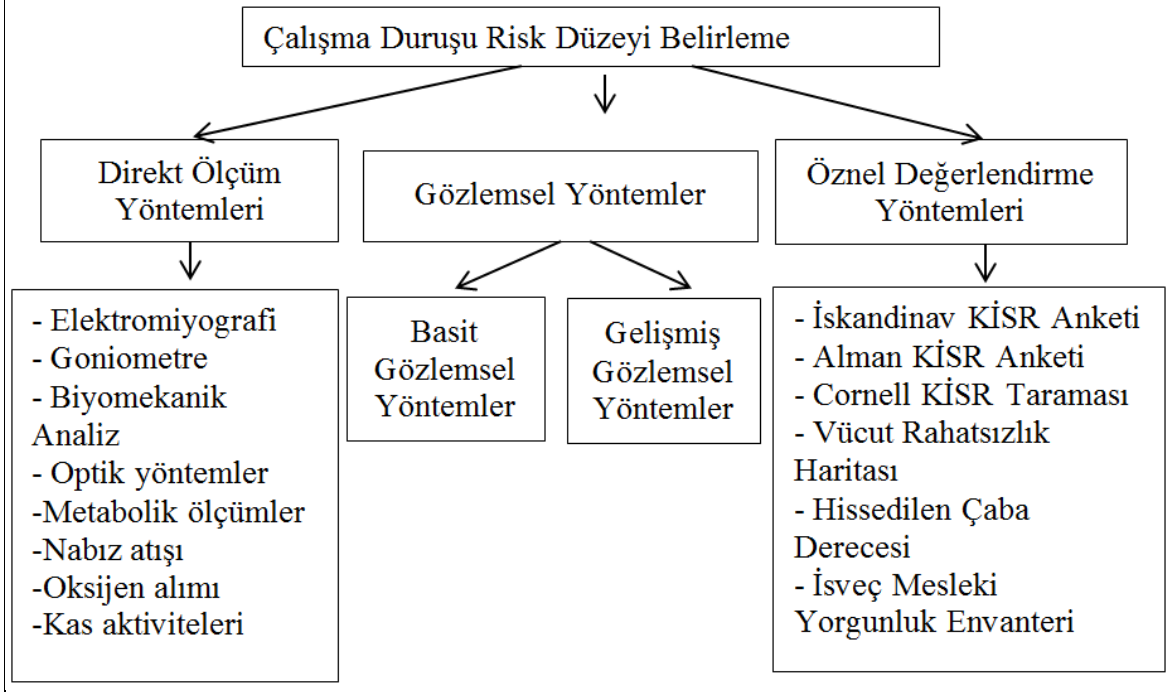 Çalışma Duruşu Risk Düzeyi Belirleme
Direkt Ölçüm
Yöntemleri
Gözlemsel Yöntemler
Öznel Değerlendirme
Yöntemleri
- Elektromiyografi
- Goniometre
- Biyomekanik
Analiz
- Optik yöntemler
-Metabolik ölçümler
-Nabız atışı
-Oksijen alımı
-Kas aktiviteleri
Basit
Gözlemsel
Yöntemler
Gelişmiş
Gözlemsel
Yöntemler
- İskandinav KİSR Anketi
- Alman KİSR Anketi
- Cornell KİSR Taraması
- Vücut Rahatsızlık
Haritası
- Hissedilen Çaba
Derecesi
- İsveç Mesleki
Yorgunluk Envanteri